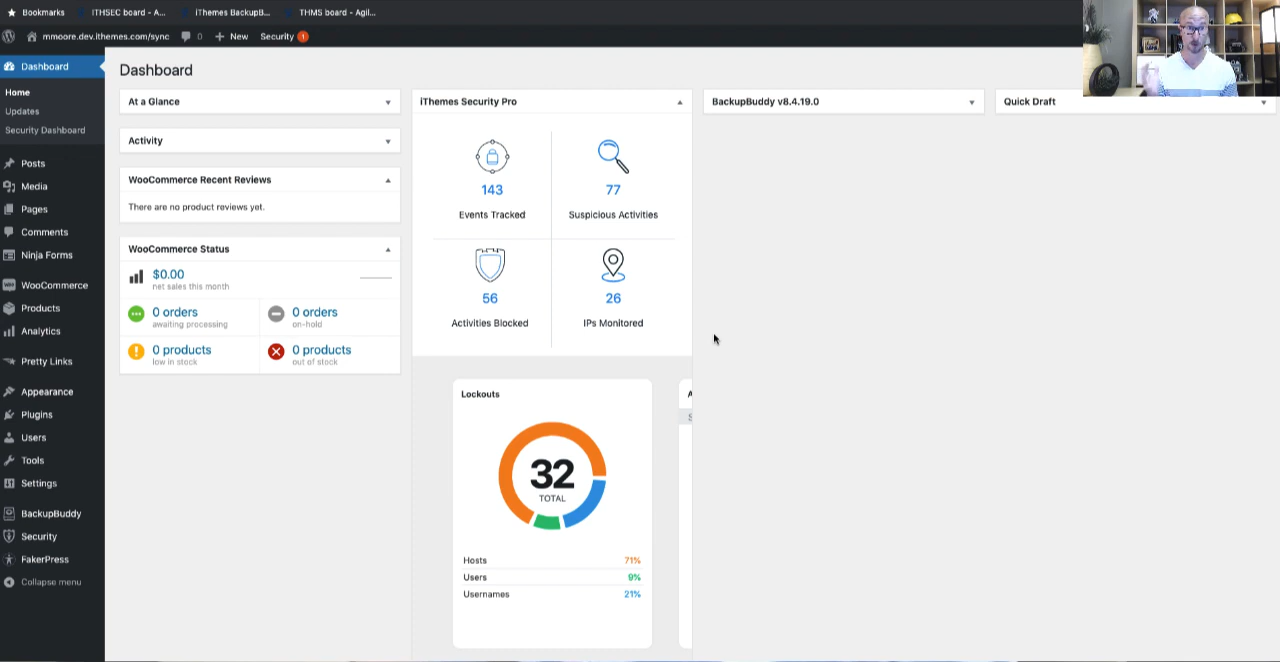 Bookmarks
ITHSEC board - A...
iThemes BackupB...
THMS board - Agil...
mmoore.dev.ithemes.com/sync
0
New
Security 1
Dashboard
Home
Updates
Security Dashboard
Posts
Media
Pages
Comments
Ninja Forms
WooCommerce
Products
Analytics
Pretty Links
Appearance
Plugins
Users
Tools
Settings
BackupBuddy
Security
FakerPress
Collapse menu
Dashboard
At a Glance
Activity
WooCommerce Recent Reviews
There are no product reviews yet.
WooCommerce Status
$0.00
net sales this month
0 orders
awaiting processing
0 orders
on-hold
0 products
low in stock
0 products
out of stock
iThemes Security Pro
143
Events Tracked
77
Suspicious Activities
56
Activities Blocked
26
IPs Monitored
Lockouts
32
TOTAL
Hosts 71%
Users 9%
Usernames 21%
BackupBuddy v8.4.19.0
Quick Draft